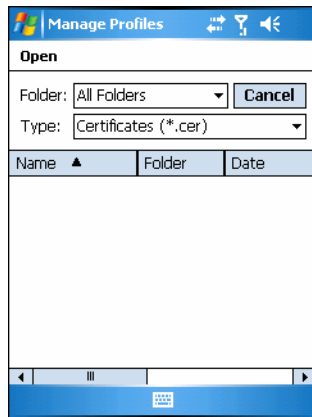 Manage Profiles
Open
Folder: All Folders Cancel
Type: Certificates (*.cer)
Name Folder Date